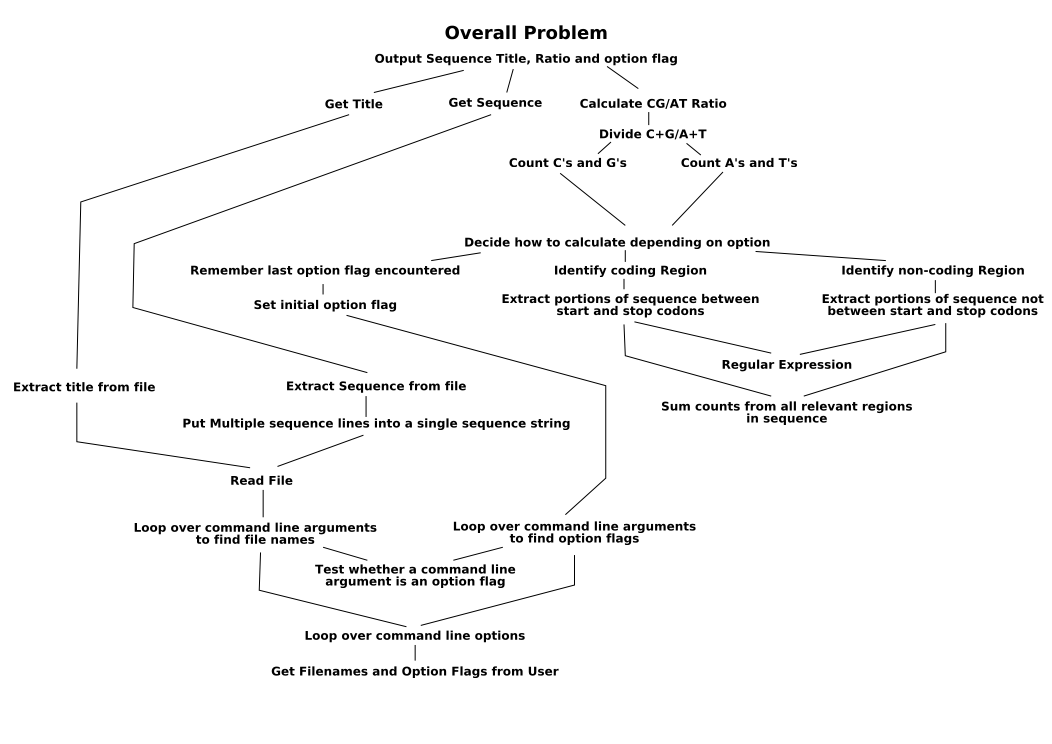 Overall Problem
Output Sequence Title, Ratio and option flag
Get Title
Get Sequence
Calculate CG/AT Ratio
Divide C+G/A+T
Count C's and G's
Count A's and T's
Decide how to calculate depending on option
Remember last option flag encountered
Identify coding Region
Identify non-coding Region
Set initial option flag
Extract portions of sequence between
start and stop codons
Extract portions of sequence not
between start and stop codons
Regular Expression
Extract title from file
Extract Sequence from file
Sum counts from all relevant regions
in sequence
Put Multiple sequence lines into a single sequence string
Read File
Loop over command line arguments
to find file names
Loop over command line arguments
to find option flags
Test whether a command line
argument is an option flag
Loop over command line options
Get Filenames and Option Flags from User